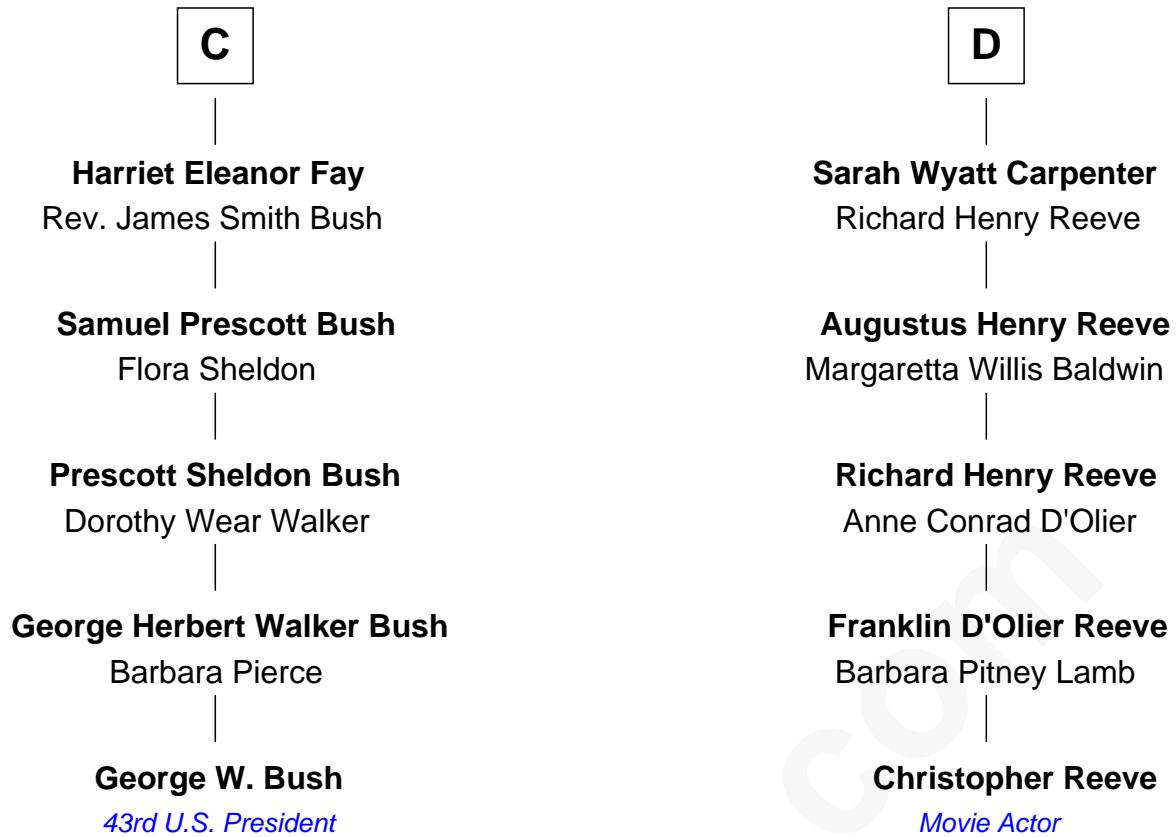 C
Harriet Eleanor Fay
Rev. James Smith Bush
Samuel Prescott Bush
Flora Sheldon
Prescott Sheldon Bush
Dorothy Wear Walker
George Herbert Walker Bush
Barbara Pierce
George W. Bush
43rd U.S. President
D
Sarah Wyatt Carpenter
Richard Henry Reeve
Augustus Henry Reeve
Margaretta Willis Baldwin
Richard Henry Reeve
Anne Conrad D'Olier
Franklin D'Olier Reeve
Barbara Pitney Lamb
Christopher Reeve
Movie Actor
com